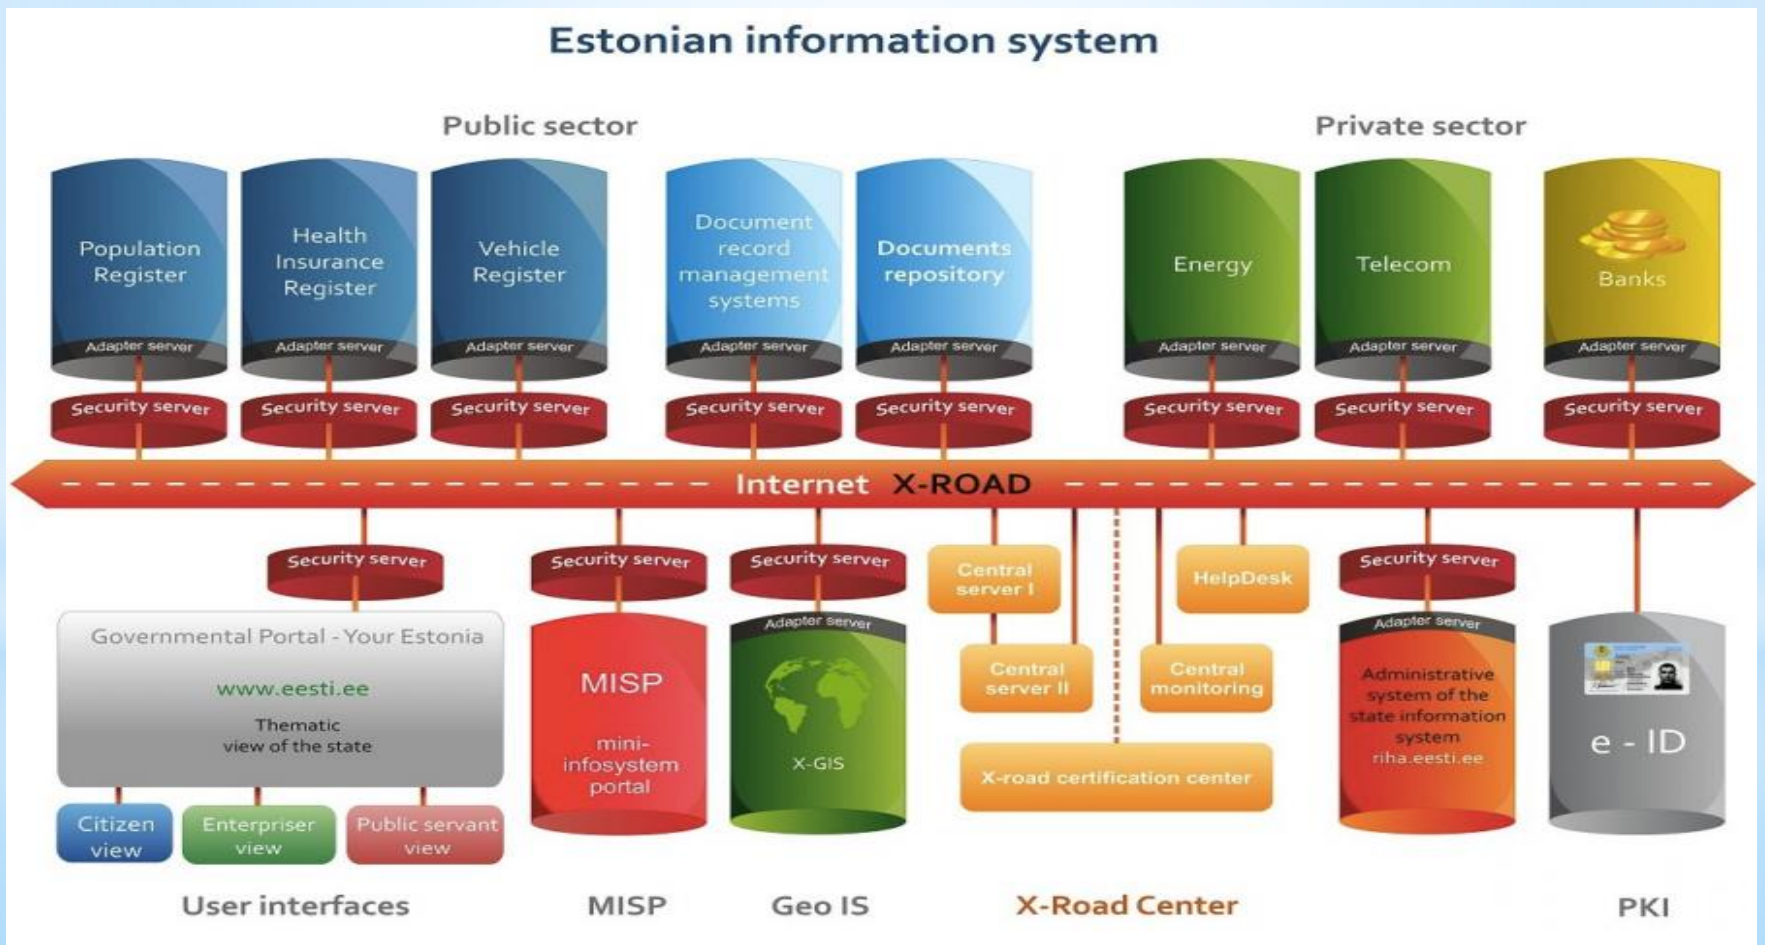 Estonian information system
Public sector
Private sector
Population
Register
Health
Insurance
Register
Vehicle
Register
Document
record
management
systems
Documents
repository
Energy
Telecom
Banks
Adapter server
Adapter server
Adapter server
Adapter server
Adapter server
Adapter server
Adapter server
Adapter server
Security server
Security server
Security server
Security server
Security server
Security server
Security server
Security server
Internet X-ROAD
Security server
Security server
Security server
Central
server I
HelpDesk
Security server
Governmental Portal - Your Estonia
www.eesti.ee
Thematic
view of the state
MISP
mini-
infosystem
portal
Adapter server
X-GIS
Central
server II
Central
monitoring
X-road certification center
Adapter server
Administrative
system of the
state information
system
riha.eesti.ee
e - ID
Citizen
view
Enterpriser
view
Public servant
view
User interfaces
MISP
Geo IS
X-Road Center
PKI